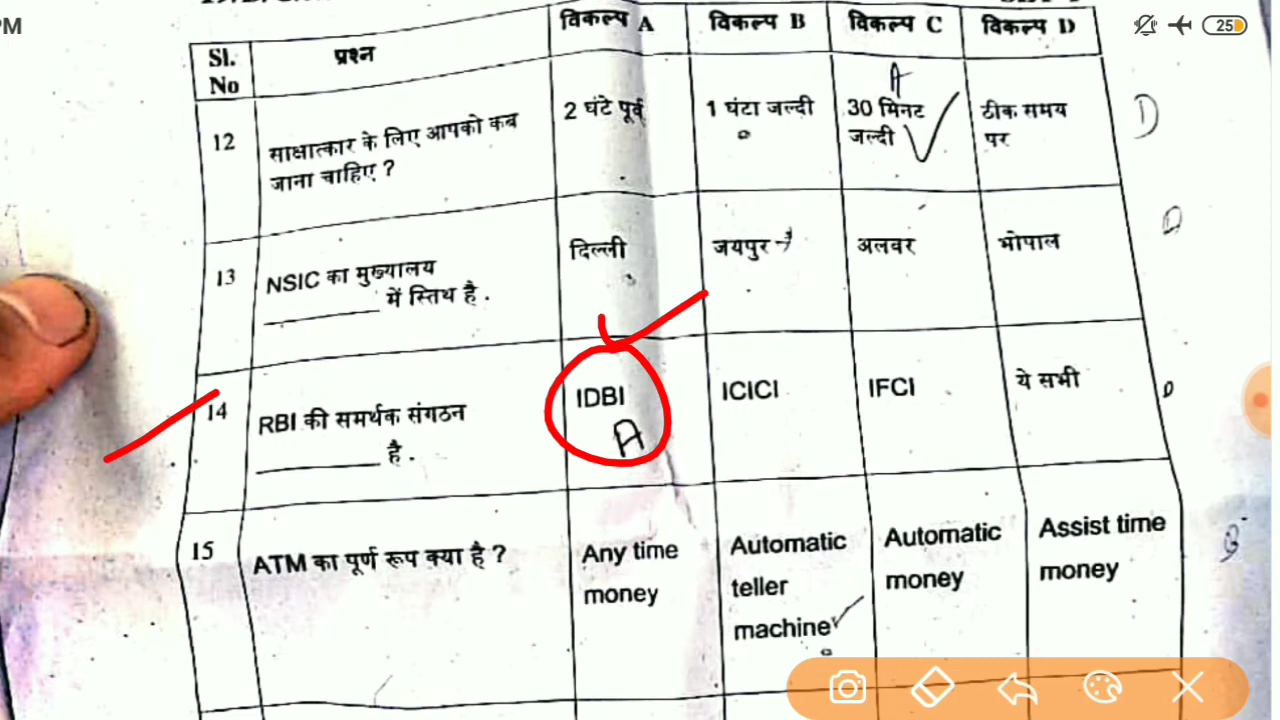 PM
25
विकल्प A विकल्प B विकल्प C विकल्प D
Sl.
No
प्रश्न
A
12
साक्षात्कार के लिए आपको कब
जाना चाहिए ?
2 घंटे पूर्व
1 घंटा जल्दी
30 मिनट
जल्दी
ठीक समय
पर
D
13
NSIC का मुख्यालय
________ में स्तिथ है .
दिल्ली
जयपुर
अलवर
भोपाल
14
RBI की समर्थक संगठन
________ है .
IDBI
A
ICICI
IFCI
ये सभी
15
ATM का पूर्ण रूप क्या है ?
Any time
money
Automatic
teller
machine
Automatic
money
Assist time
money
B